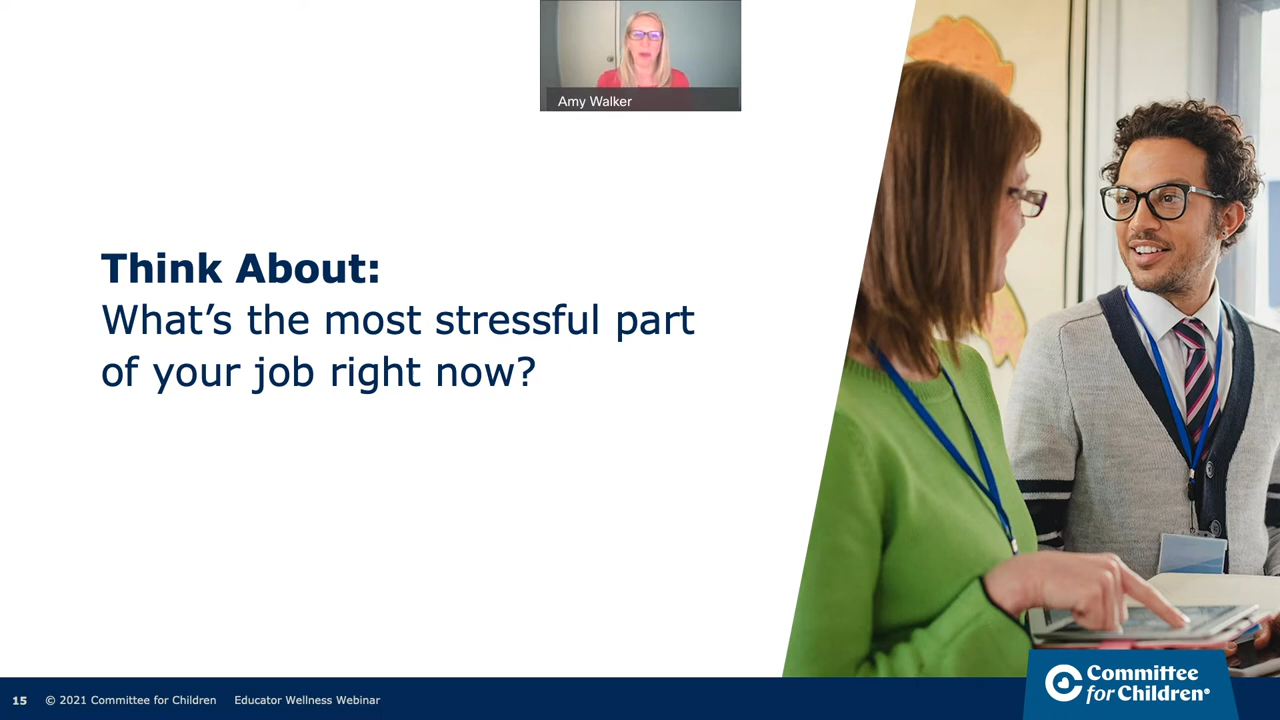 Amy Walker
Think About:
What's the most stressful part
of your job right now?
15 © 2021 Committee for Children Educator Wellness Webinar
Committee
for Children®